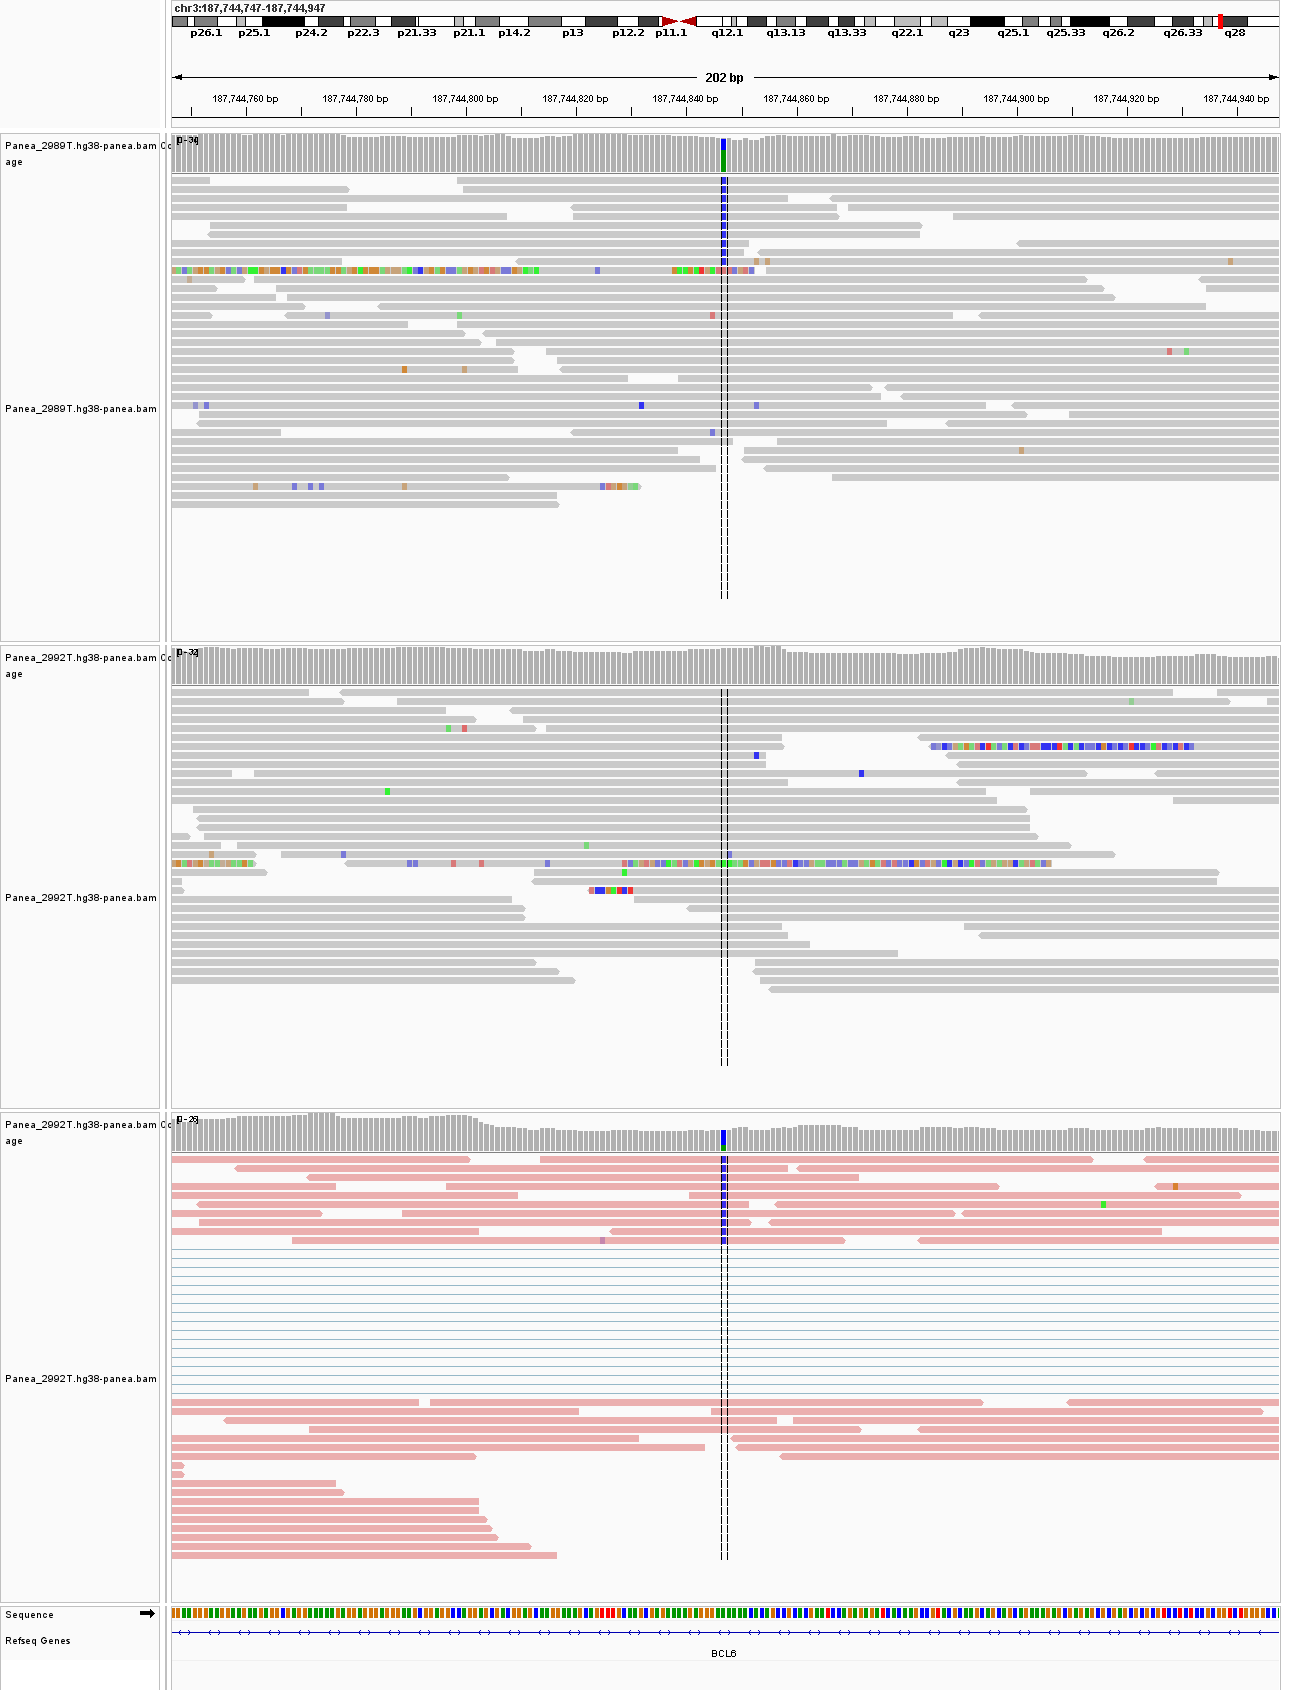 chr3:187,744,747-187,744,947
p26.1 p25.1 p24.2 p22.3 p21.33 p21.1 p14.2 p13 p12.2 p11.1 q12.1 q13.13 q13.33 q22.1 q23 q25.1 q25.33 q26.2 q26.33 q28
202 bp
187,744,760 bp 187,744,780 bp 187,744,800 bp 187,744,820 bp 187,744,840 bp 187,744,860 bp 187,744,880 bp 187,744,900 bp 187,744,920 bp 187,744,940 bp
Panea_2989T.hg38-panea.bam Co
age
Panea_2989T.hg38-panea.bam
Panea_2992T.hg38-panea.bam Co
age
Panea_2992T.hg38-panea.bam
Panea_2992T.hg38-panea.bam Co
age
Panea_2992T.hg38-panea.bam
Sequence
Refseq Genes
BCL6